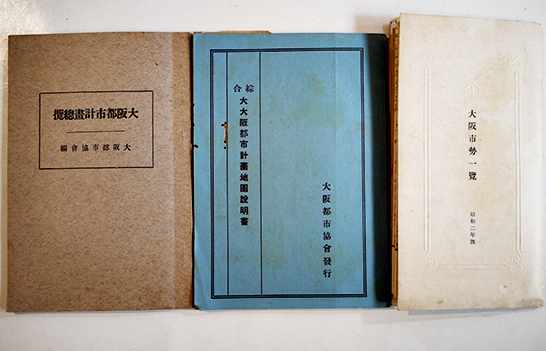 大阪都市計畫總攬
大阪都市協會編
綜合
大大阪都市計畫地圖說明書
大阪都市協會發行
大阪市勢一覽
昭和二年版